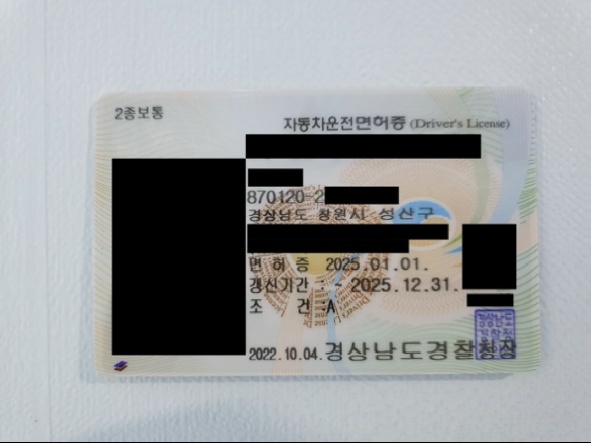 2종보통
자동차운전면허증 (Driver's License)
870120-2
경상남도 창원시 성산구
면 허 증 2025.01.01.
갱신기간 : ~ 2025.12.31.
조 건 :A
2022.10.04. 경상남도경찰청장